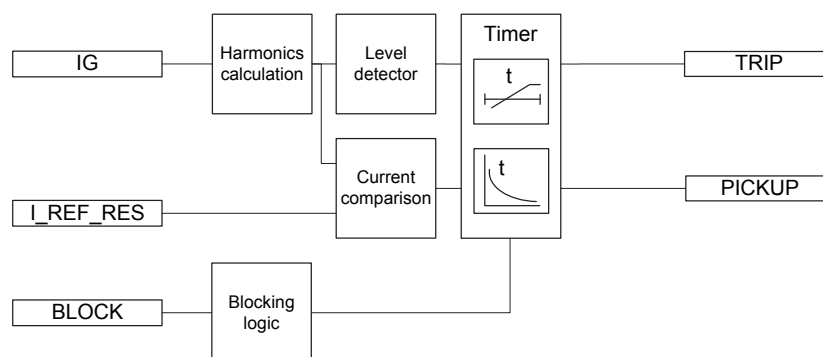 Harmonics
calculation
Level
detector
Timer
IG
t
TRIP
Current
comparison
t
I_REF_RES
PICKUP
BLOCK
Blocking
logic